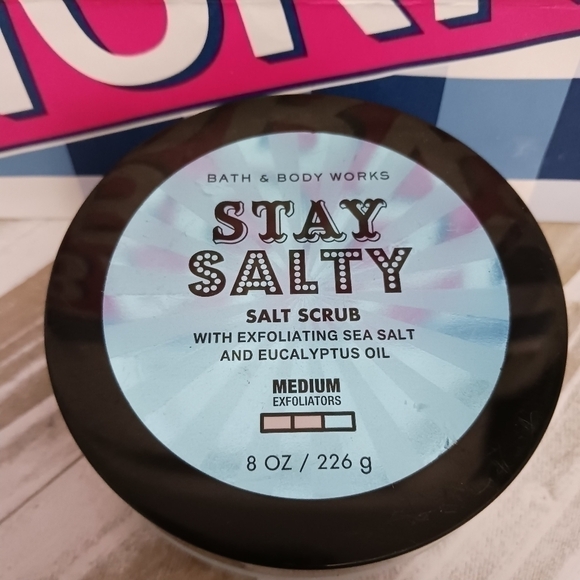 BATH & BODY WORKS
STAY
SALTY
SALT SCRUB
WITH EXFOLIATING SEA SALT
AND EUCALYPTUS OIL
MEDIUM
EXFOLIATORS
8 OZ / 226 g